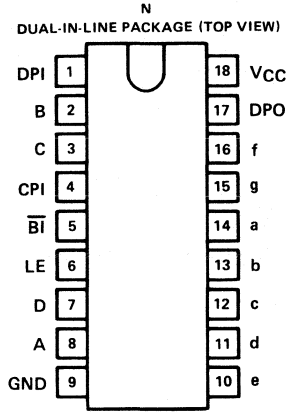 N
DUAL-IN-LINE PACKAGE (TOP VIEW)
DPI 1 18 VCC
B 2 17 DPO
C 3 16 f
CPI 4 15 g
B̅I̅ 5 14 a
LE 6 13 b
D 7 12 c
A 8 11 d
GND 9 10 e